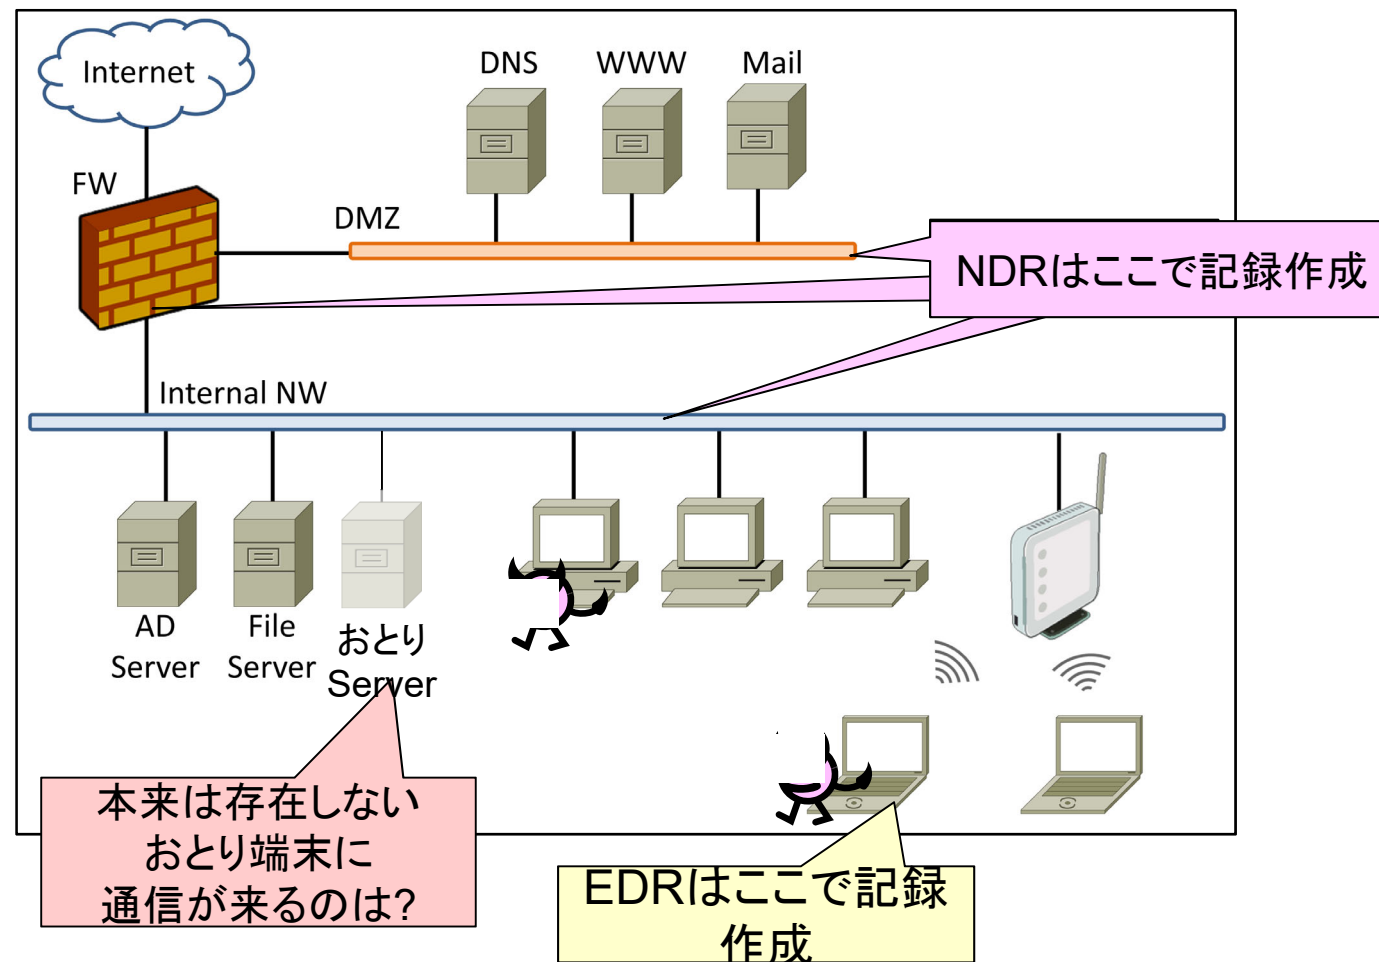 Internet
DNS
WWW
Mail
FW
DMZ
NDRはここで記録作成
Internal NW
AD
Server
File
Server
おとり
Server
本来は存在しない
おとり端末に
通信が来るのは?
EDRはここで記録
作成